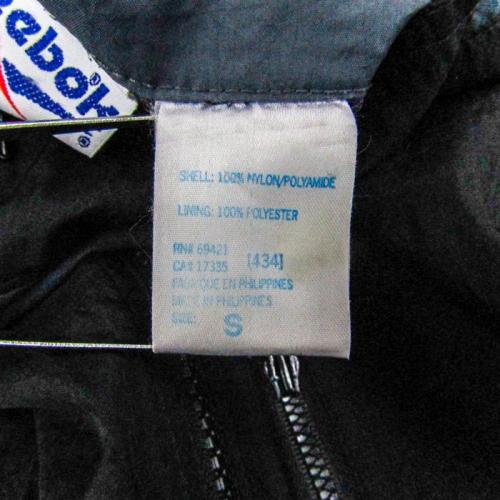 Reebok
SHELL: 100% NYLON/POLYAMIDE
LINING: 100% POLYESTER
RN# 69421
CA# 17335 [434]
FABRIQUE EN PHILIPPINES
MADE IN PHILIPPINES
SIZE: S